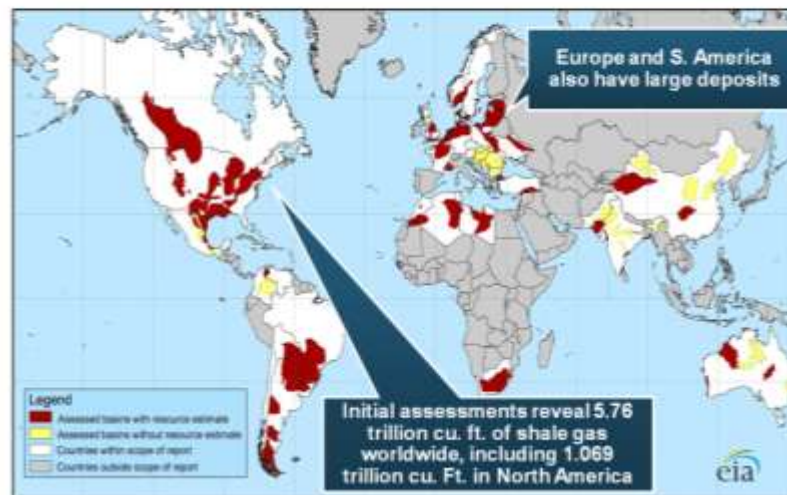 Europe and S. America
also have large deposits
Legend
Assessed basins with resource estimate
Assessed basins without resource estimate
Countries within scope of report
Countries outside scope of report
Initial assessments reveal 5.76
trillion cu. ft. of shale gas
worldwide, including 1.069
trillion cu. Ft. in North America
eia